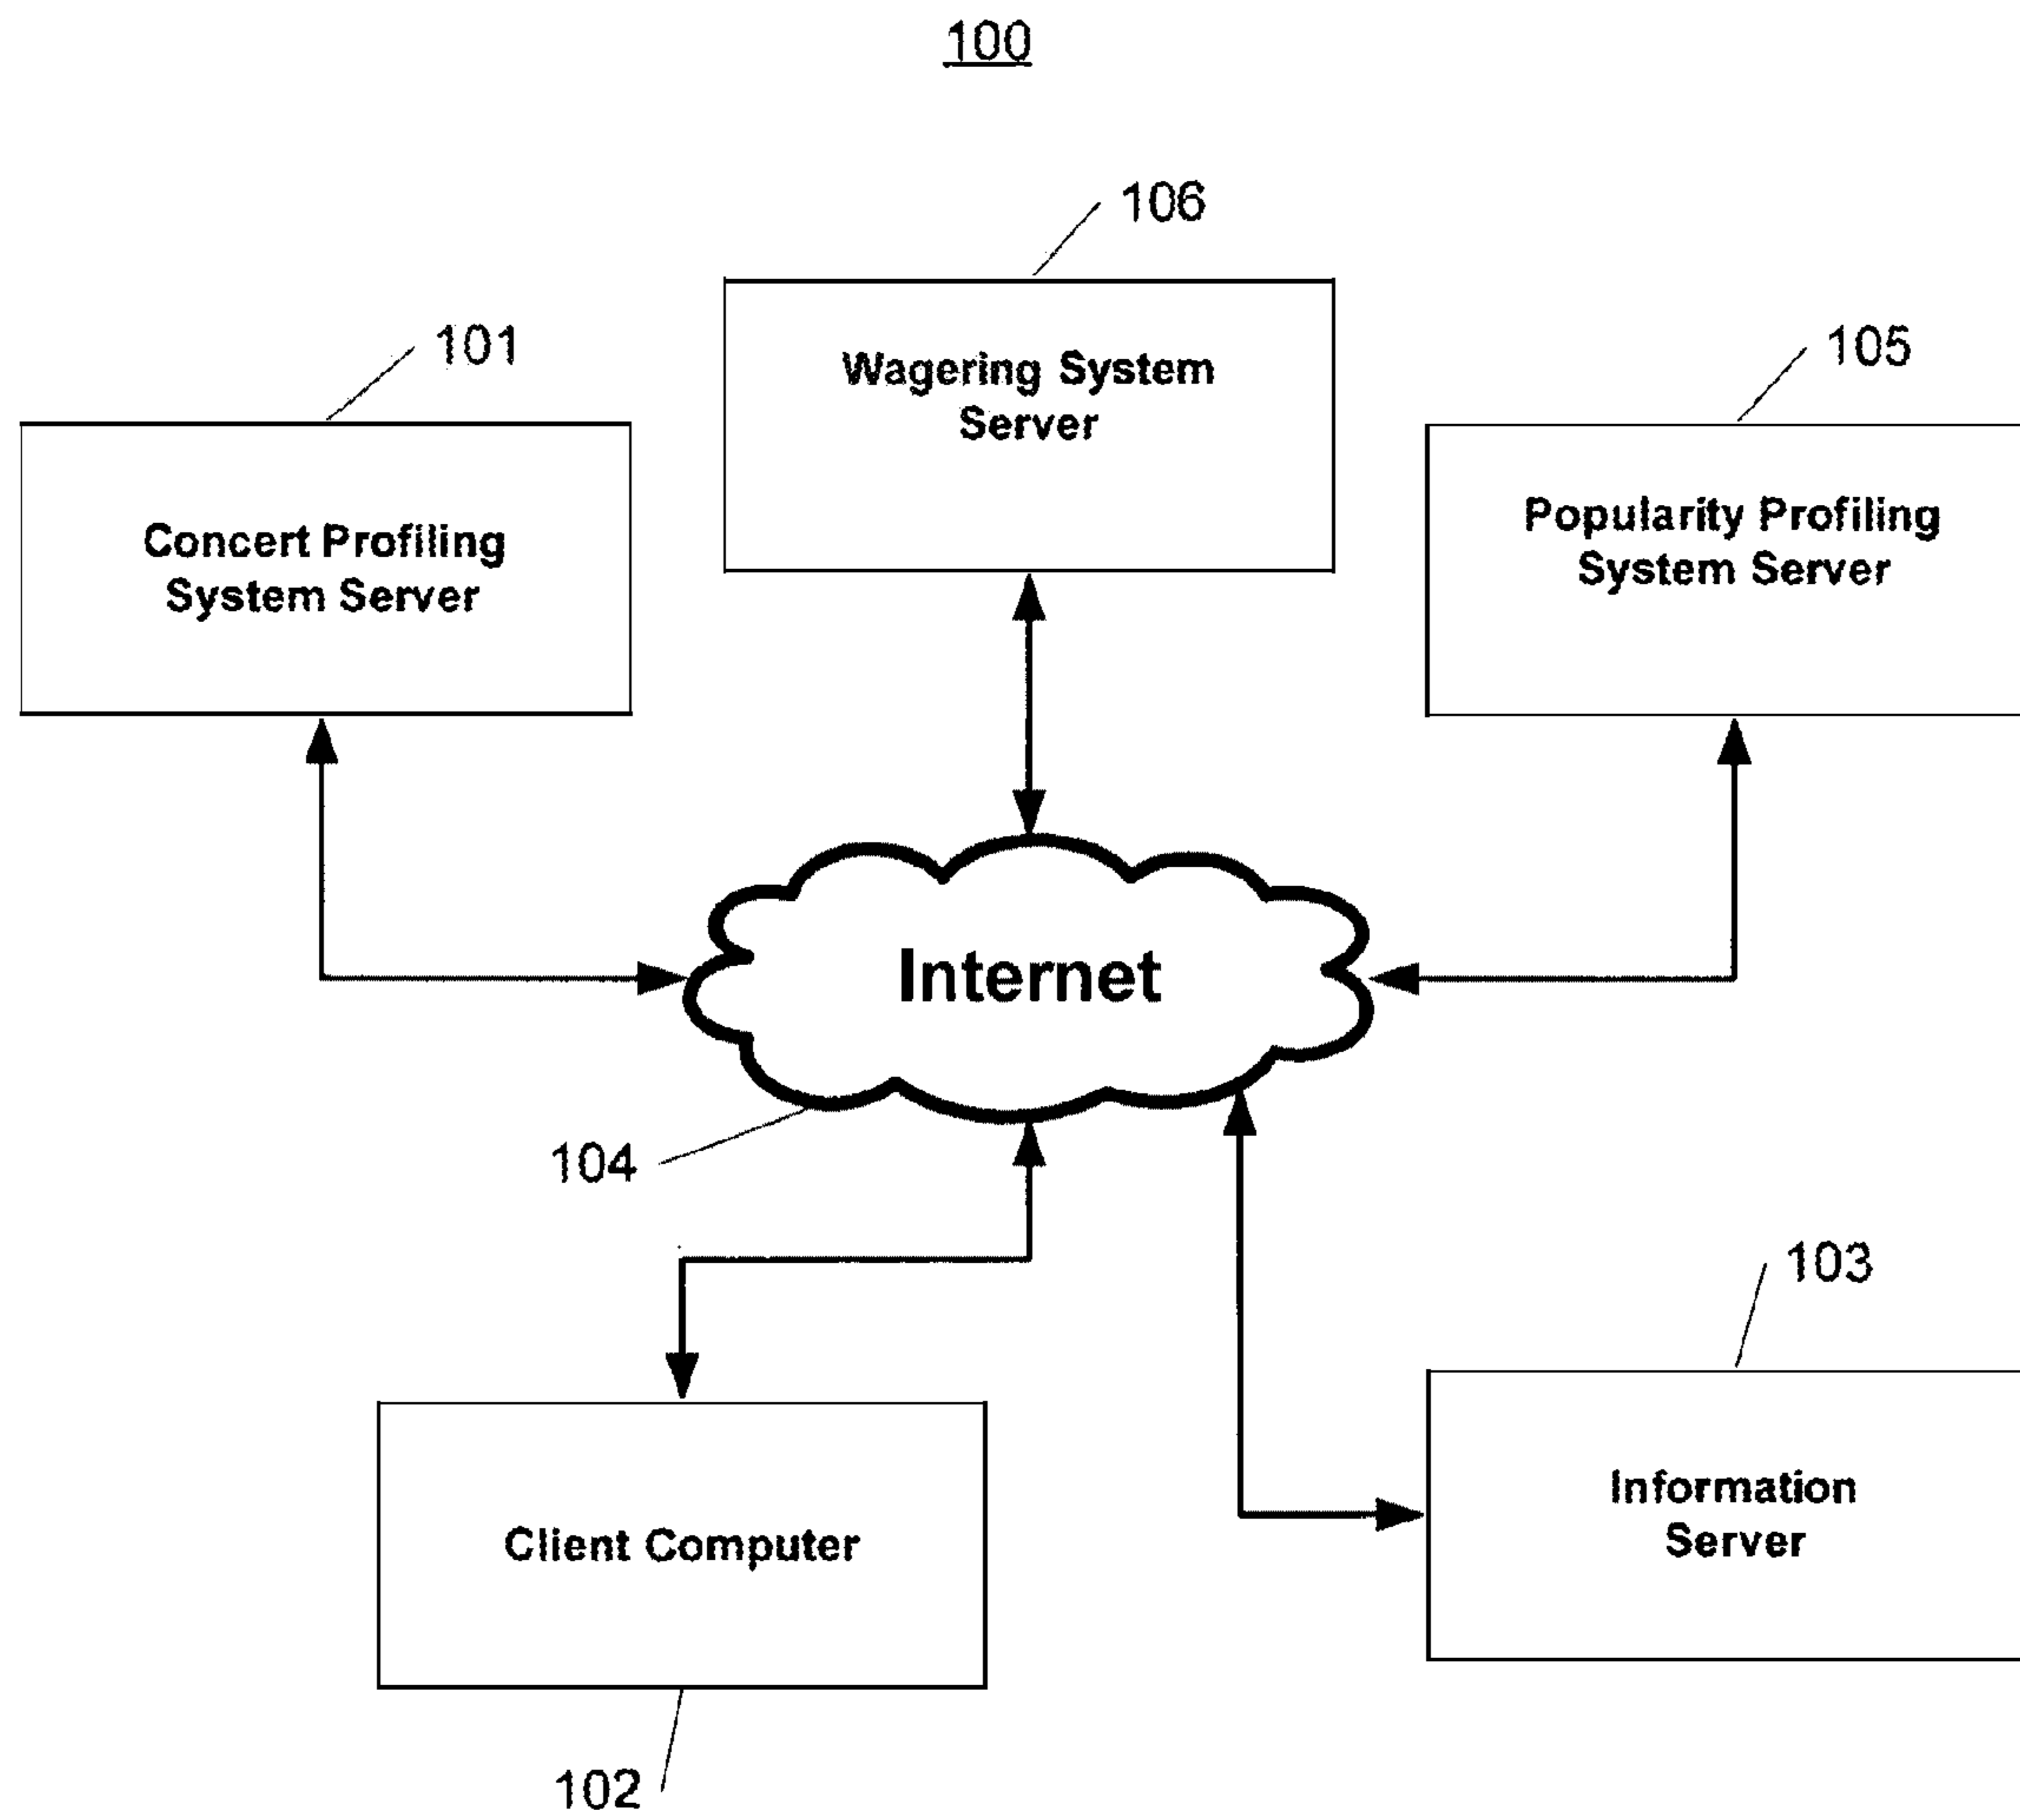 100
106
101
105
Wagering System
Server
Concert Profiling
System Server
Popularity Profiling
System Server
Internet
104
103
Client Computer
Information
Server
102